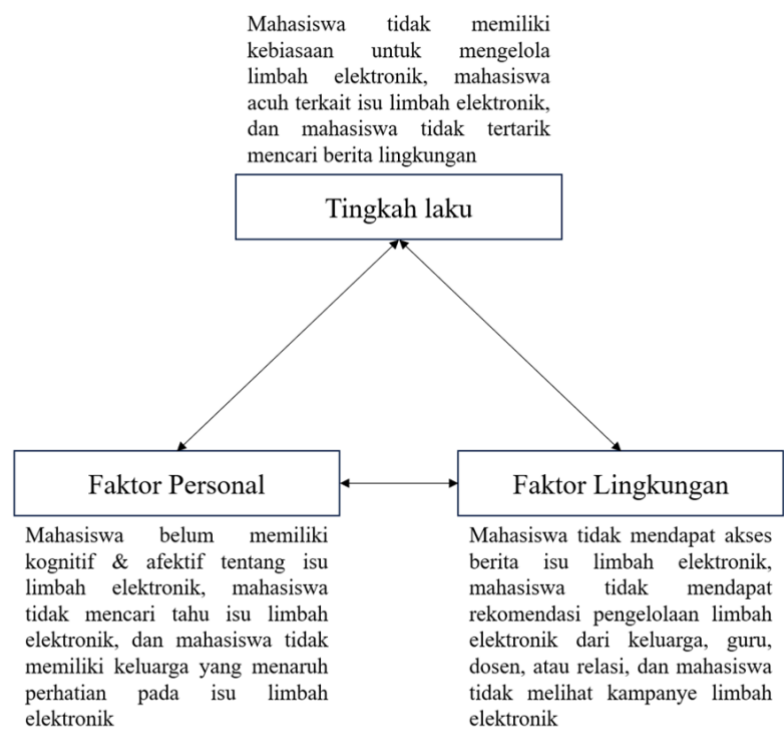 Mahasiswa tidak memiliki
kebiasaan untuk mengelola
limbah elektronik, mahasiswa
acuh terkait isu limbah elektronik,
dan mahasiswa tidak tertarik
mencari berita lingkungan
Tingkah laku
Faktor Personal
Mahasiswa belum memiliki
kognitif & afektif tentang isu
limbah elektronik, mahasiswa
tidak mencari tahu isu limbah
elektronik, dan mahasiswa tidak
memiliki keluarga yang menaruh
perhatian pada isu limbah
elektronik
Faktor Lingkungan
Mahasiswa tidak mendapat akses
berita isu limbah elektronik,
mahasiswa tidak mendapat
rekomendasi pengelolaan limbah
elektronik dari keluarga, guru,
dosen, atau relasi, dan mahasiswa
tidak melihat kampanye limbah
elektronik